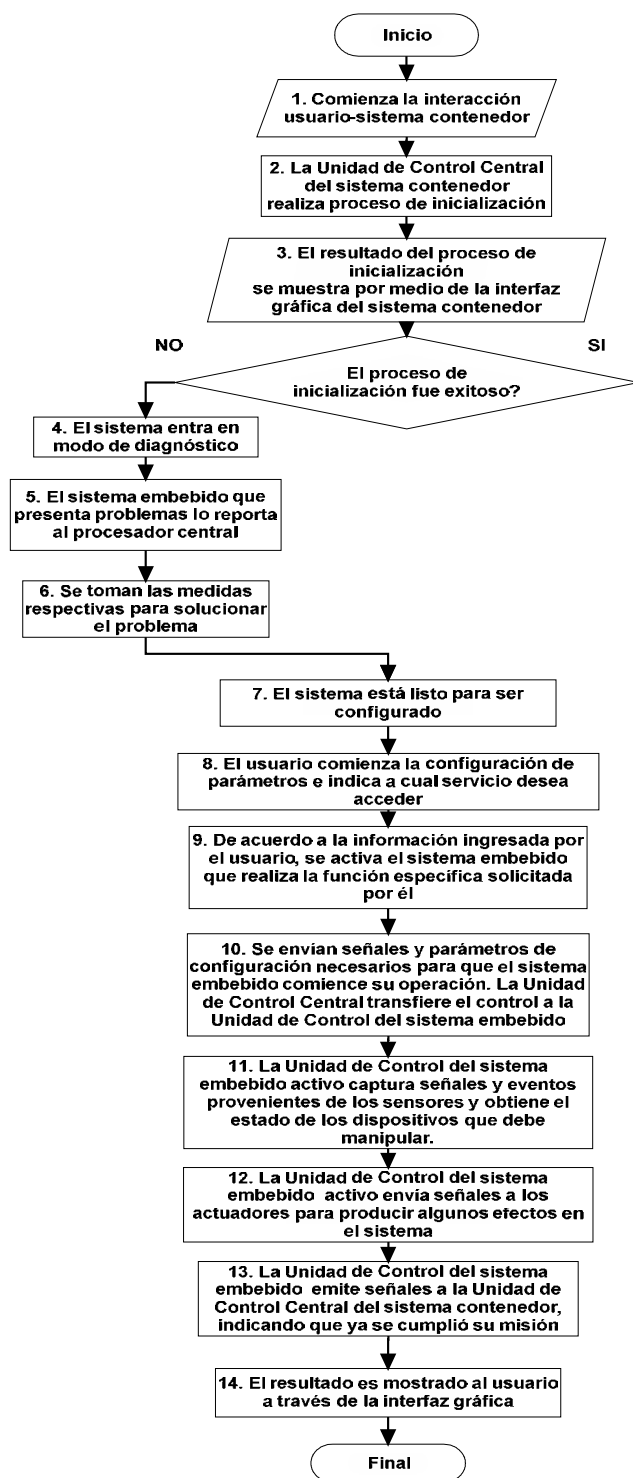 Inicio
1. Comienza la interacción
usuario-sistema contenedor
2. La Unidad de Control Central
del sistema contenedor
realiza proceso de inicialización
3. El resultado del proceso de
inicialización
se muestra por medio de la interfaz
gráfica del sistema contenedor
NO
SI
El proceso de
inicialización fue exitoso?
4. El sistema entra en
modo de diagnóstico
5. El sistema embebido que
presenta problemas lo reporta
al procesador central
6. Se toman las medidas
respectivas para solucionar
el problema
7. El sistema está listo para ser
configurado
8. El usuario comienza la configuración de
parámetros e indica a cual servicio desea
acceder
9. De acuerdo a la información ingresada por
el usuario, se activa el sistema embebido
que realiza la función específica solicitada
por él
10. Se envían señales y parámetros de
configuración necesarios para que el sistema
embebido comience su operación. La Unidad
de Control Central transfiere el control a la
Unidad de Control del sistema embebido
11. La Unidad de Control del sistema
embebido activo captura señales y eventos
provenientes de los sensores y obtiene el
estado de los dispositivos que debe
manipular.
12. La Unidad de Control del sistema
embebido activo envía señales a los
actuadores para producir algunos efectos en
el sistema
13. La Unidad de Control del sistema
embebido emite señales a la Unidad de
Control Central del sistema contenedor,
indicando que ya se cumplió su misión
14. El resultado es mostrado al usuario
a través de la interfaz gráfica
Final